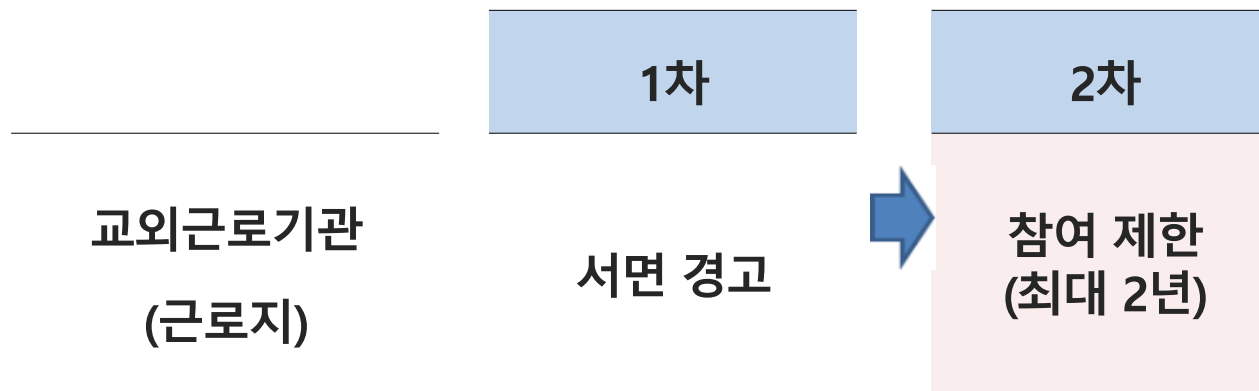 1차
2차
교외근로기관
(근로지)
서면 경고
참여 제한
(최대 2년)